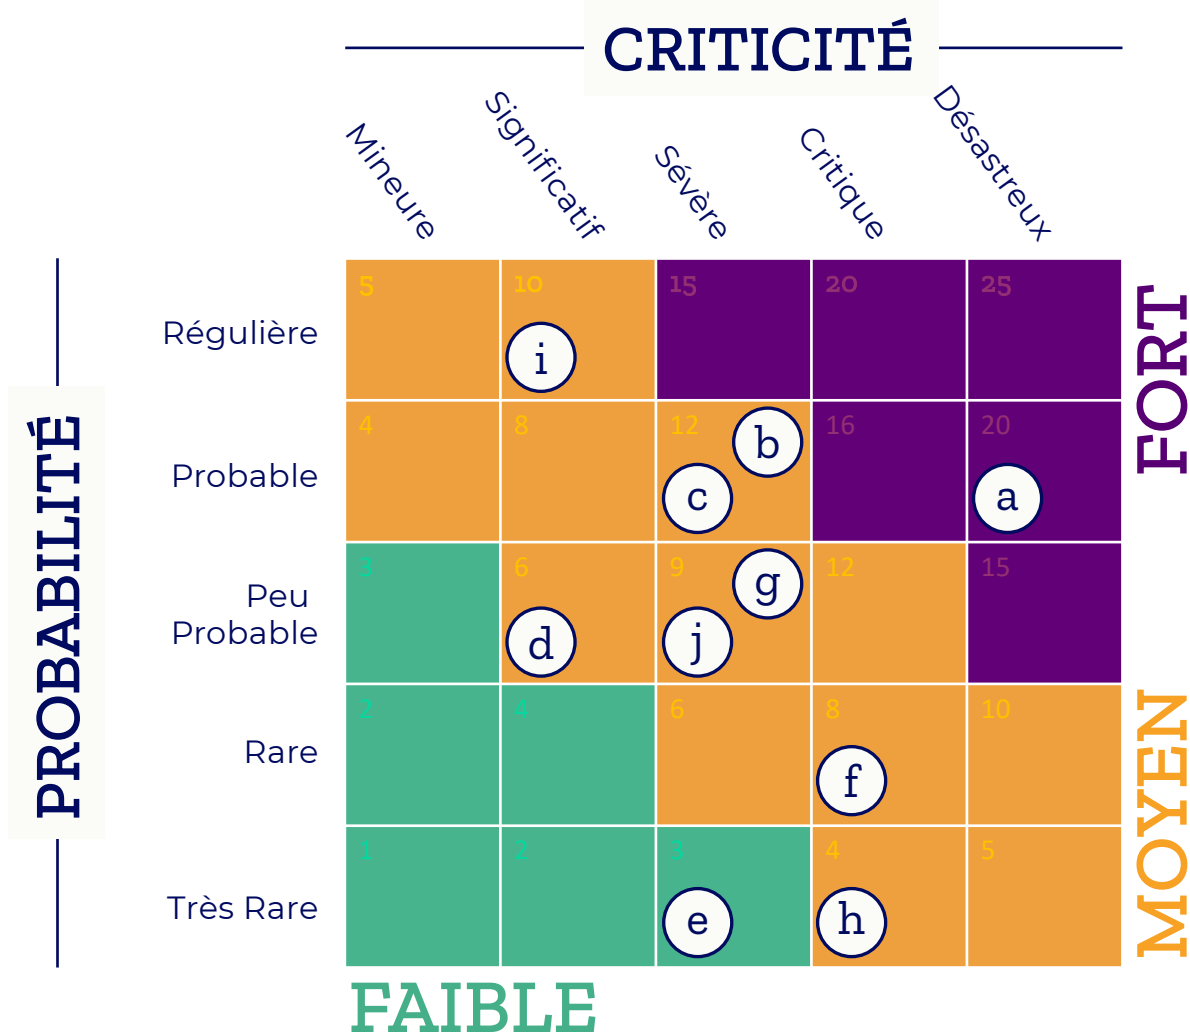 CRITICITÉ
Mineure
Significatif
Sévère
Critique
Désastreux
PROBABILITÉ
Régulière
5
10
15
20
25
i
Probable
4
8
12
16
20
b
c
a
Peu
Probable
3
6
9
12
15
g
d
j
Rare
2
4
6
8
10
f
Très Rare
1
2
3
4
5
e
h
FORT
MOYEN
FAIBLE